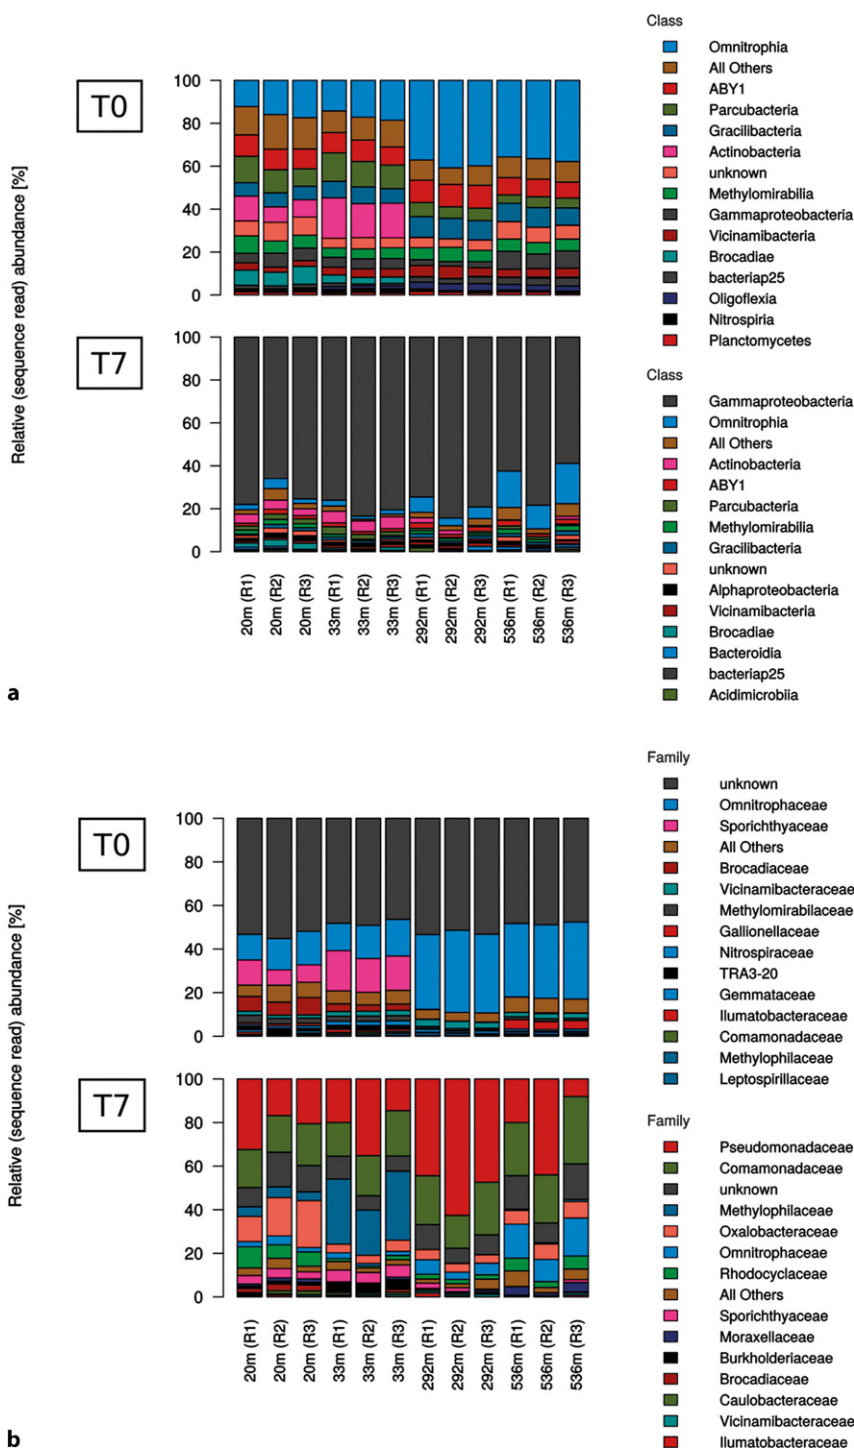 Class
Omnitrophia
All Others
ABY1
Parcubacteria
Gracilibacteria
Actinobacteria
unknown
Methylomirabilia
Gammaproteobacteria
Vicinamibacteria
Brocadiae
bacteriap25
Oligoflexia
Nitrospiria
Planctomycetes
T0
100
80
60
40
20
0
Relative (sequence read) abundance [%]
T7
100
80
60
40
20
0
20m (R1)
20m (R2)
20m (R3)
33m (R1)
33m (R2)
33m (R3)
292m (R1)
292m (R2)
292m (R3)
536m (R1)
536m (R2)
536m (R3)
Class
Gammaproteobacteria
Omnitrophia
All Others
Actinobacteria
ABY1
Parcubacteria
Methylomirabilia
Gracilibacteria
unknown
Alphaproteobacteria
Vicinamibacteria
Brocadiae
Bacteroidia
bacteriap25
Acidimicrobiia
a
Family
unknown
Omnitrophaceae
Sporichthyaceae
All Others
Brocadiaceae
Vicinamibacteraceae
Methylomirabilaceae
Gallionellaceae
Nitrospiraceae
TRA3-20
Gemmataceae
Ilumatobacteraceae
Comamonadaceae
Methylophilaceae
Leptospirillaceae
T0
100
80
60
40
20
0
Relative (sequence read) abundance [%]
T7
100
80
60
40
20
0
20m (R1)
20m (R2)
20m (R3)
33m (R1)
33m (R2)
33m (R3)
292m (R1)
292m (R2)
292m (R3)
536m (R1)
536m (R2)
536m (R3)
Family
Pseudomonadaceae
Comamonadaceae
unknown
Methylophilaceae
Oxalobacteraceae
Omnitrophaceae
Rhodocyclaceae
All Others
Sporichthyaceae
Moraxellaceae
Burkholderiaceae
Brocadiaceae
Caulobacteraceae
Vicinamibacteraceae
Ilumatobacteraceae
b